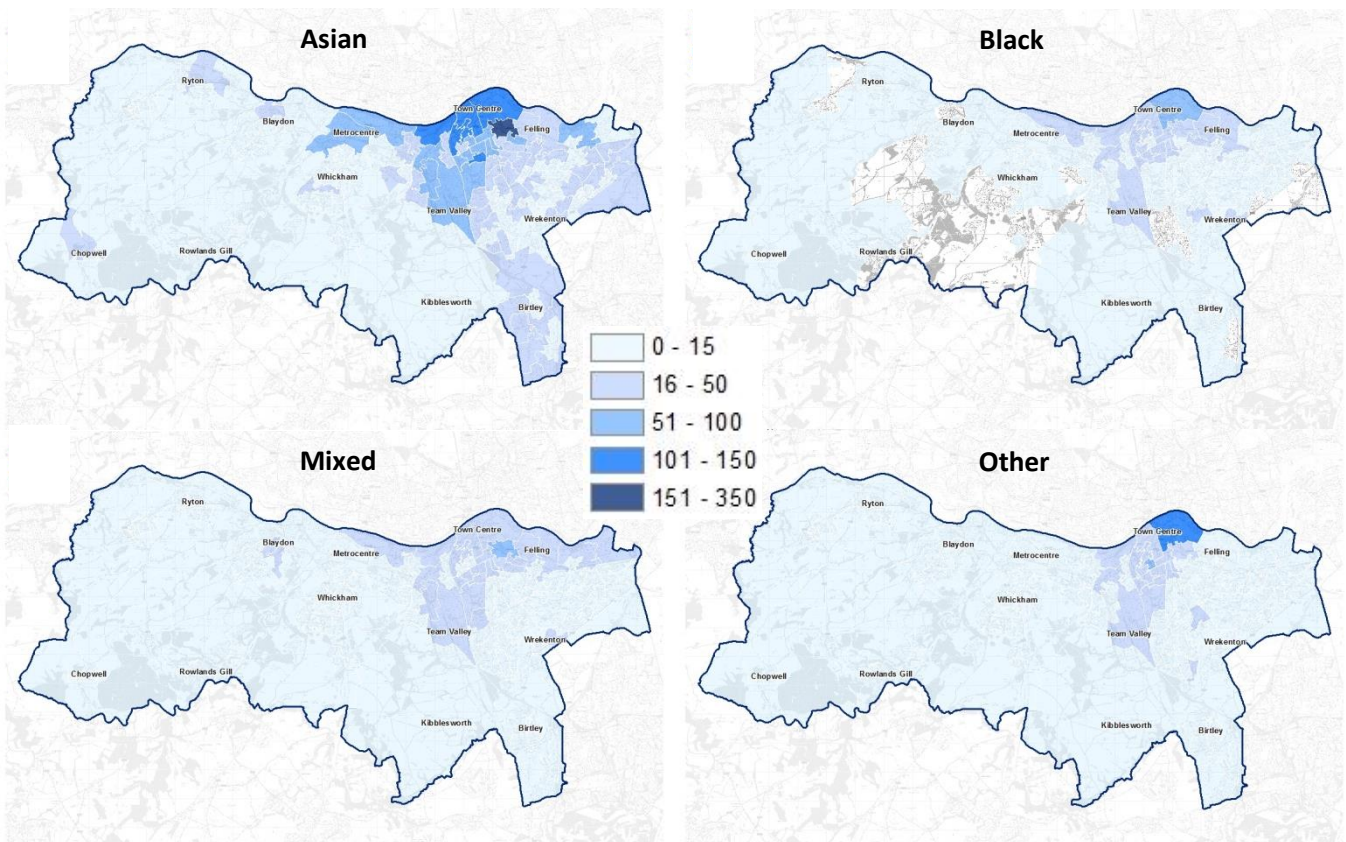 Asian
Ryton
Town Centre
Blaydon
Metrocentre
Felling
Whickham
Team Valley
Wrekenton
Chopwell
Rowlands Gill
Kibblesworth
Birtley
Black
Ryton
Town Centre
Blaydon
Metrocentre
Felling
Whickham
Team Valley
Wrekenton
Chopwell
Rowlands Gill
Kibblesworth
Birtley
0 - 15
16 - 50
51 - 100
101 - 150
151 - 350
Mixed
Ryton
Town Centre
Blaydon
Metrocentre
Felling
Whickham
Team Valley
Wrekenton
Chopwell
Rowlands Gill
Kibblesworth
Birtley
Other
Ryton
Town Centre
Blaydon
Metrocentre
Felling
Whickham
Team Valley
Wrekenton
Chopwell
Rowlands Gill
Kibblesworth
Birtley